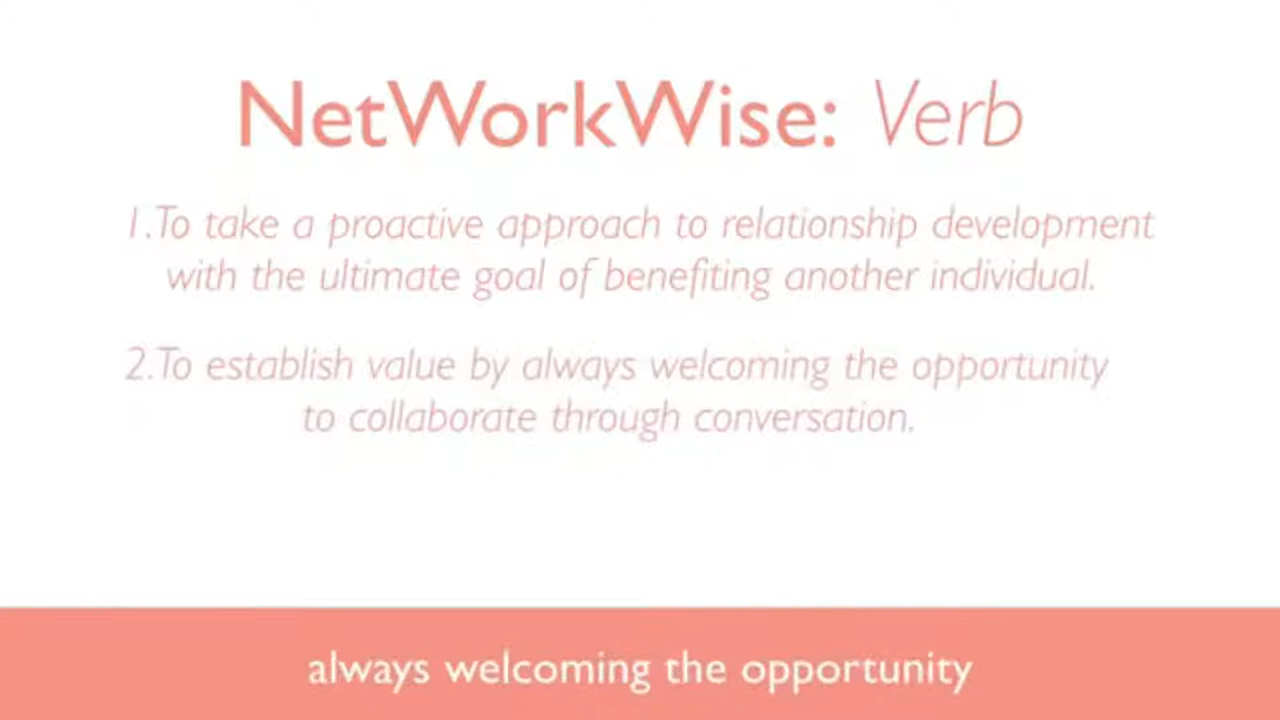 NetWorkWise: Verb
1.To take a proactive approach to relationship development
with the ultimate goal of benefiting another individual.
2.To establish value by always welcoming the opportunity
to collaborate through conversation.
always welcoming the opportunity